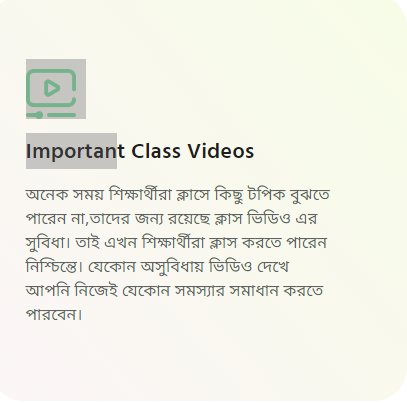 Important Class Videos
অনেক সময় শিক্ষার্থীরা ক্লাসে কিছু টপিক বুঝতে
পারেন না,তাদের জন্য রয়েছে ক্লাস ভিডিও এর
সুবিধা। তাই এখন শিক্ষার্থীরা ক্লাস করতে পারেন
নিশ্চিন্তে। যেকোন অসুবিধায় ভিডিও দেখে
আপনি নিজেই যেকোন সমস্যার সমাধান করতে
পারবেন।